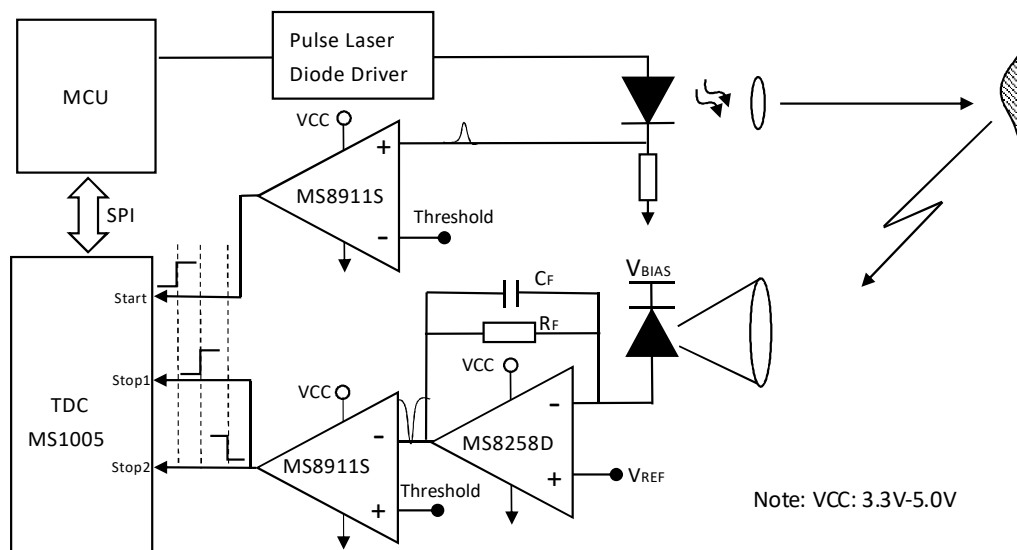 Pulse Laser
Diode Driver
MCU
VCC
+
MS8911S
Threshold
-
SPI
Start
VBIAS
CF
RF
Stop1
VCC
VCC
-
TDC
MS1005
-
MS8258D
MS8911S
Stop2
+
VREF
Threshold
+
Note: VCC: 3.3V-5.0V